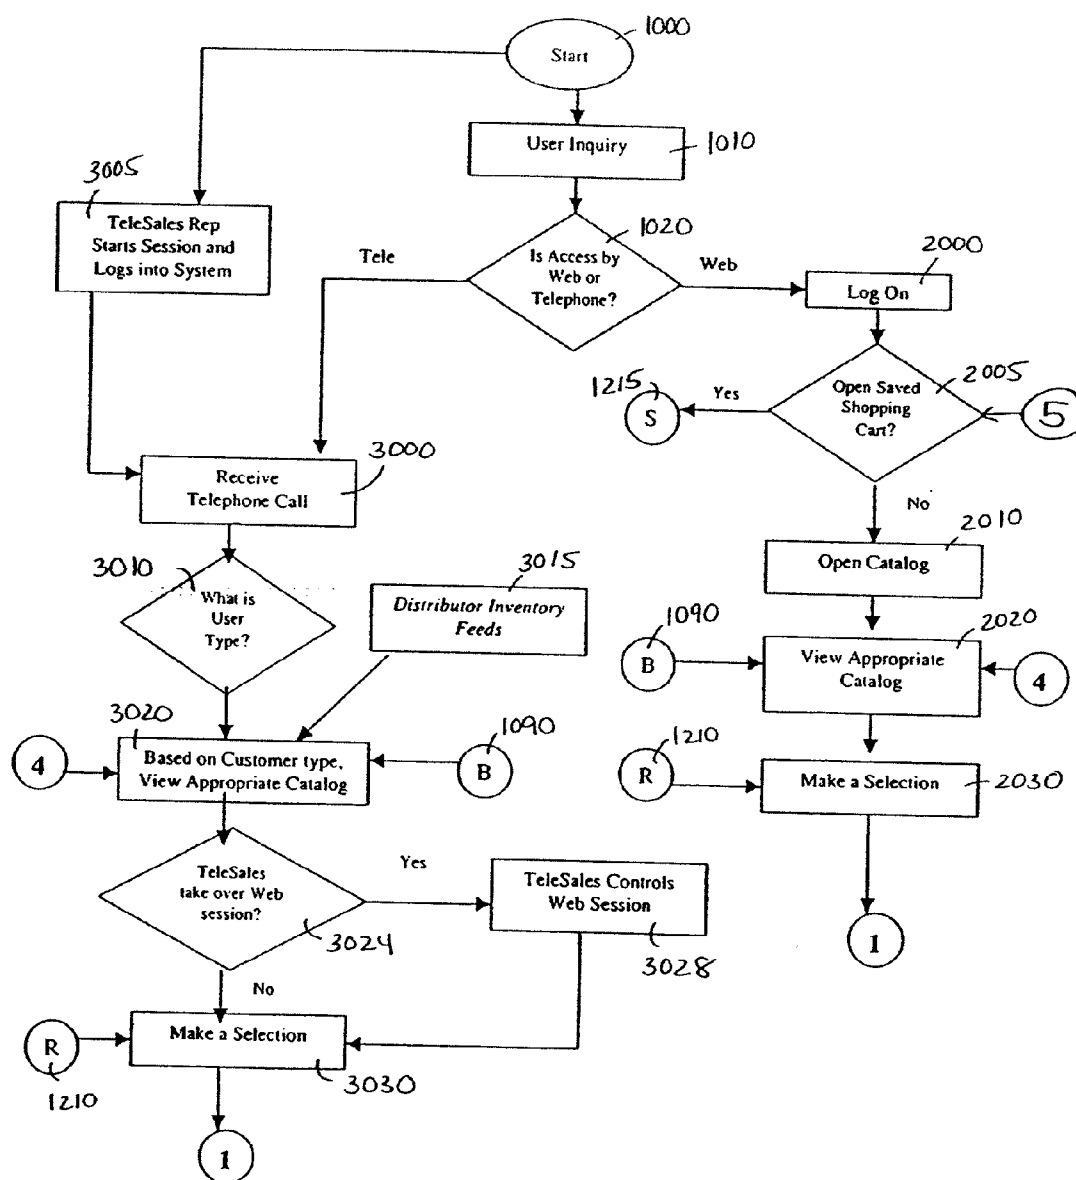 1000
Start
User Inquiry
1010
3005
TeleSales Rep
Starts Session and
Logs into System
1020
Is Access by
Web or
Telephone?
Tele
Web
2000
Log On
2005
Open Saved
Shopping
Cart?
Yes
1215
S
5
No
3000
Receive
Telephone Call
2010
Open Catalog
3010
What is
User
Type?
3015
Distributor Inventory
Feeds
1090
B
2020
View Appropriate
Catalog
4
3020
Based on Customer type,
View Appropriate Catalog
4
1090
B
1210
R
Make a Selection
2030
TeleSales
take over Web
session?
3024
Yes
TeleSales Controls
Web Session
3028
1
No
R
1210
Make a Selection
3030
1